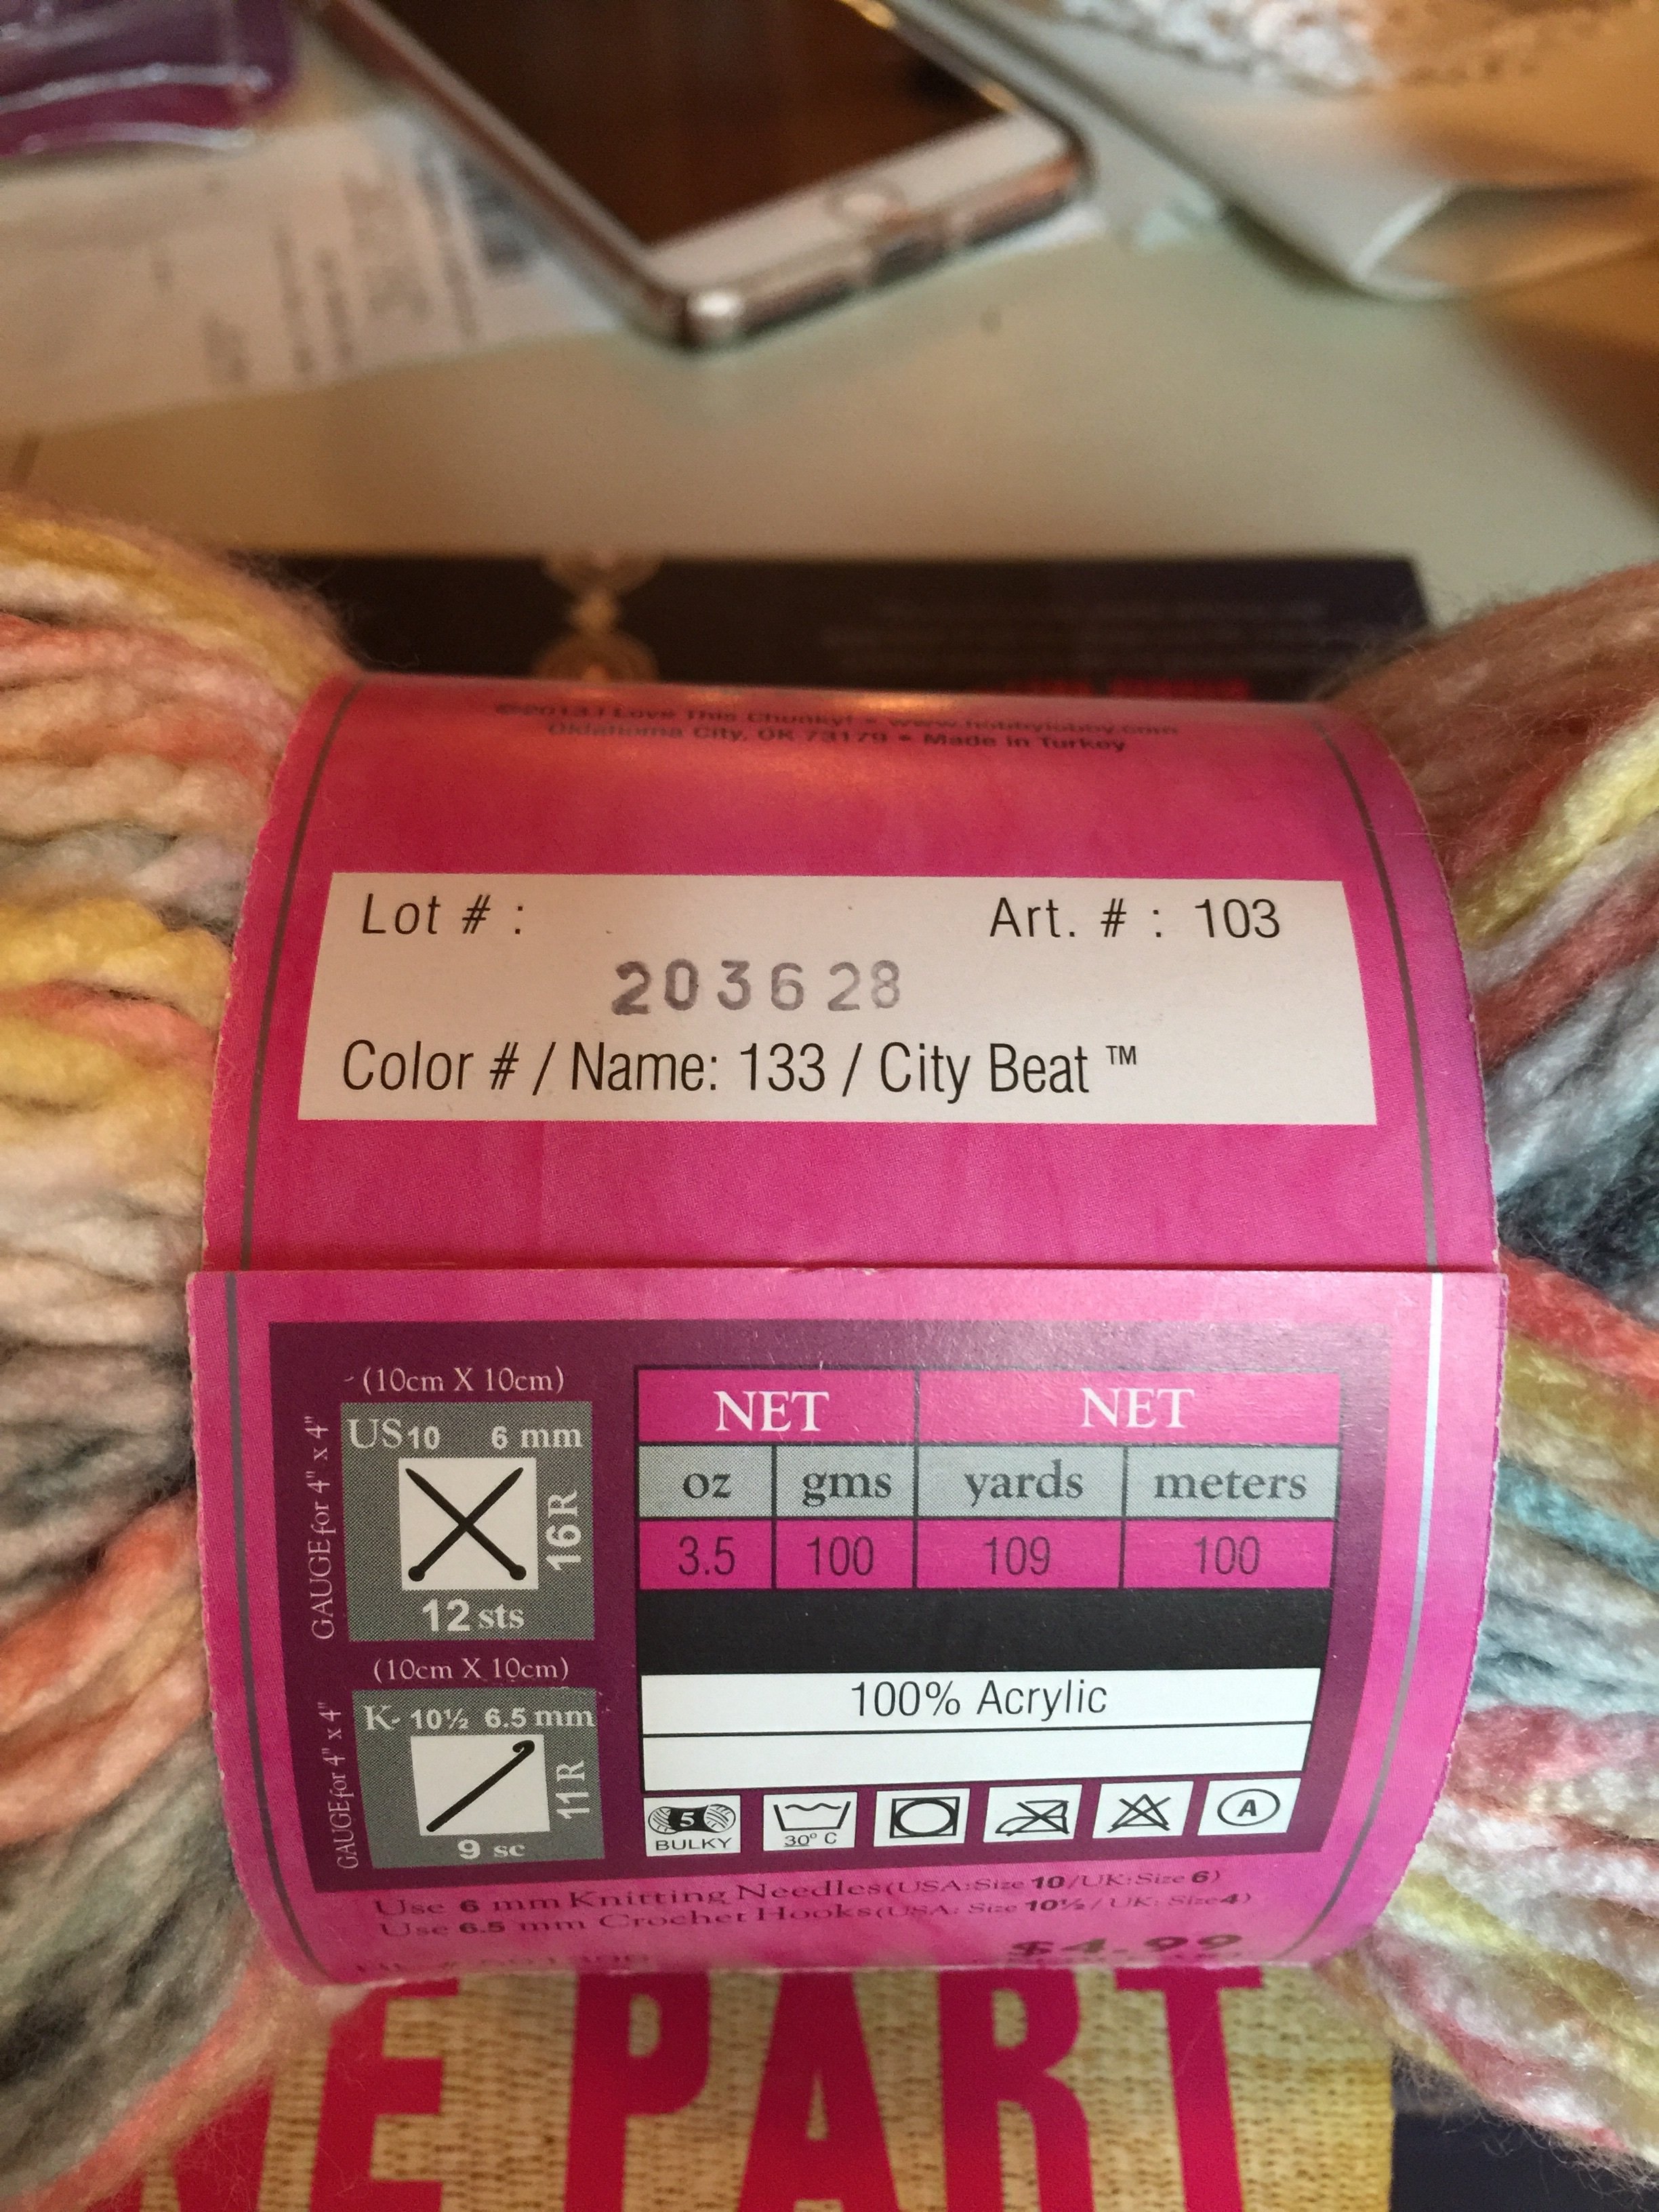 ©2013 I Love This Chunky! • www.hobbylobby.com
Oklahoma City, OK 73179 • Made in Turkey
Lot # :
Art. # : 103
203628
Color # / Name: 133 / City Beat ™
(10cm X 10cm)
GAUGE for 4" x 4"
US 10 6 mm
16 R
12 sts
(10cm X 10cm)
GAUGE for 4" x 4"
K- 10½ 6.5 mm
11 R
9 sc
NET NET
oz gms yards meters
3.5 100 109 100
100% Acrylic
5
BULKY
30° C
A
Use 6 mm Knitting Needles (USA: Size 10 / UK: Size 6)
Use 6.5 mm Crochet Hooks (USA: Size 10½ / UK: Size 4)
$4.99
PART